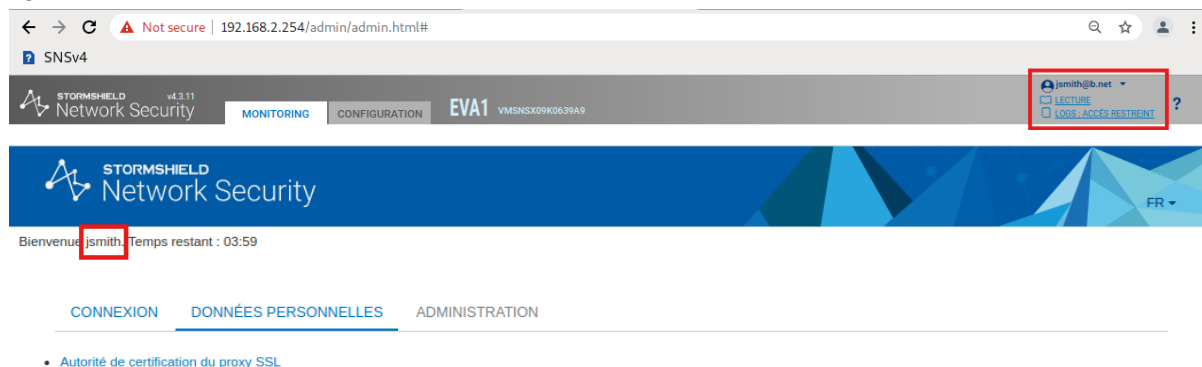 Not secure | 192.168.2.254/admin/admin.html#
SNSv4
STORMSHIELD v4.3.11
Network Security
MONITORING CONFIGURATION EVA1 VMSNSX09K0639A9
jsmith@b.net
LECTURE
LOGS : ACCÈS RESTREINT
?
STORMSHIELD
Network Security
FR
Bienvenue jsmith. Temps restant : 03:59
CONNEXION DONNÉES PERSONNELLES ADMINISTRATION
• Autorité de certification du proxy SSL